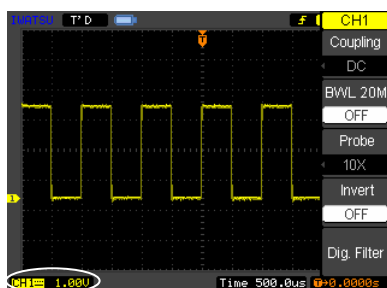 IWATSU T'D CH1
Coupling
DC
BWL 20M
OFF
Probe
10X
Invert
OFF
Dig. Filter
1
CH1 1.00V Time 500.0us T→0.0000s